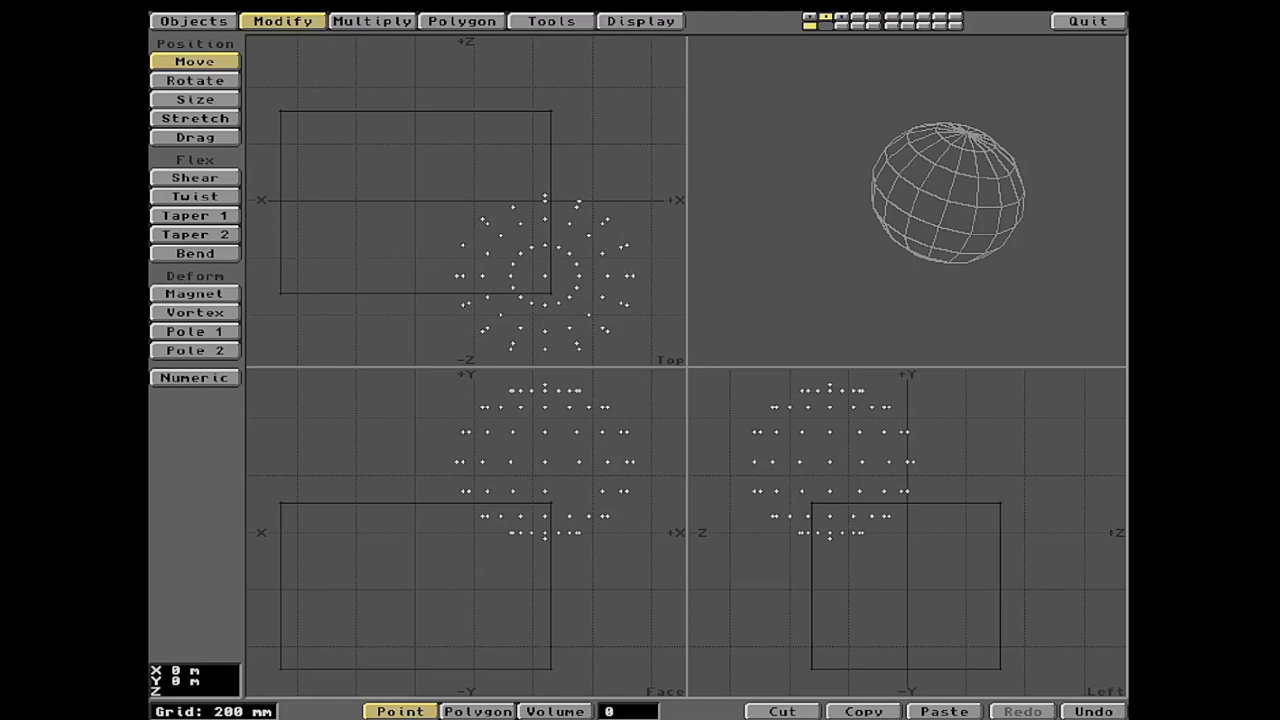 Objects Modify Multiply Polygon Tools Display Quit
Position
Move
Rotate
Size
Stretch
Drag
Flex
Shear
Twist
Taper 1
Taper 2
Bend
Deform
Magnet
Vortex
Pole 1
Pole 2
Numeric
+Z
-X +X
-Z Top
+Y +Y
-X +X -Z +Z
-Y Face -Y Left
X 0 m
Y 0 m
Z
Grid: 200 mm Point Polygon Volume 0 Cut Copy Paste Redo Undo